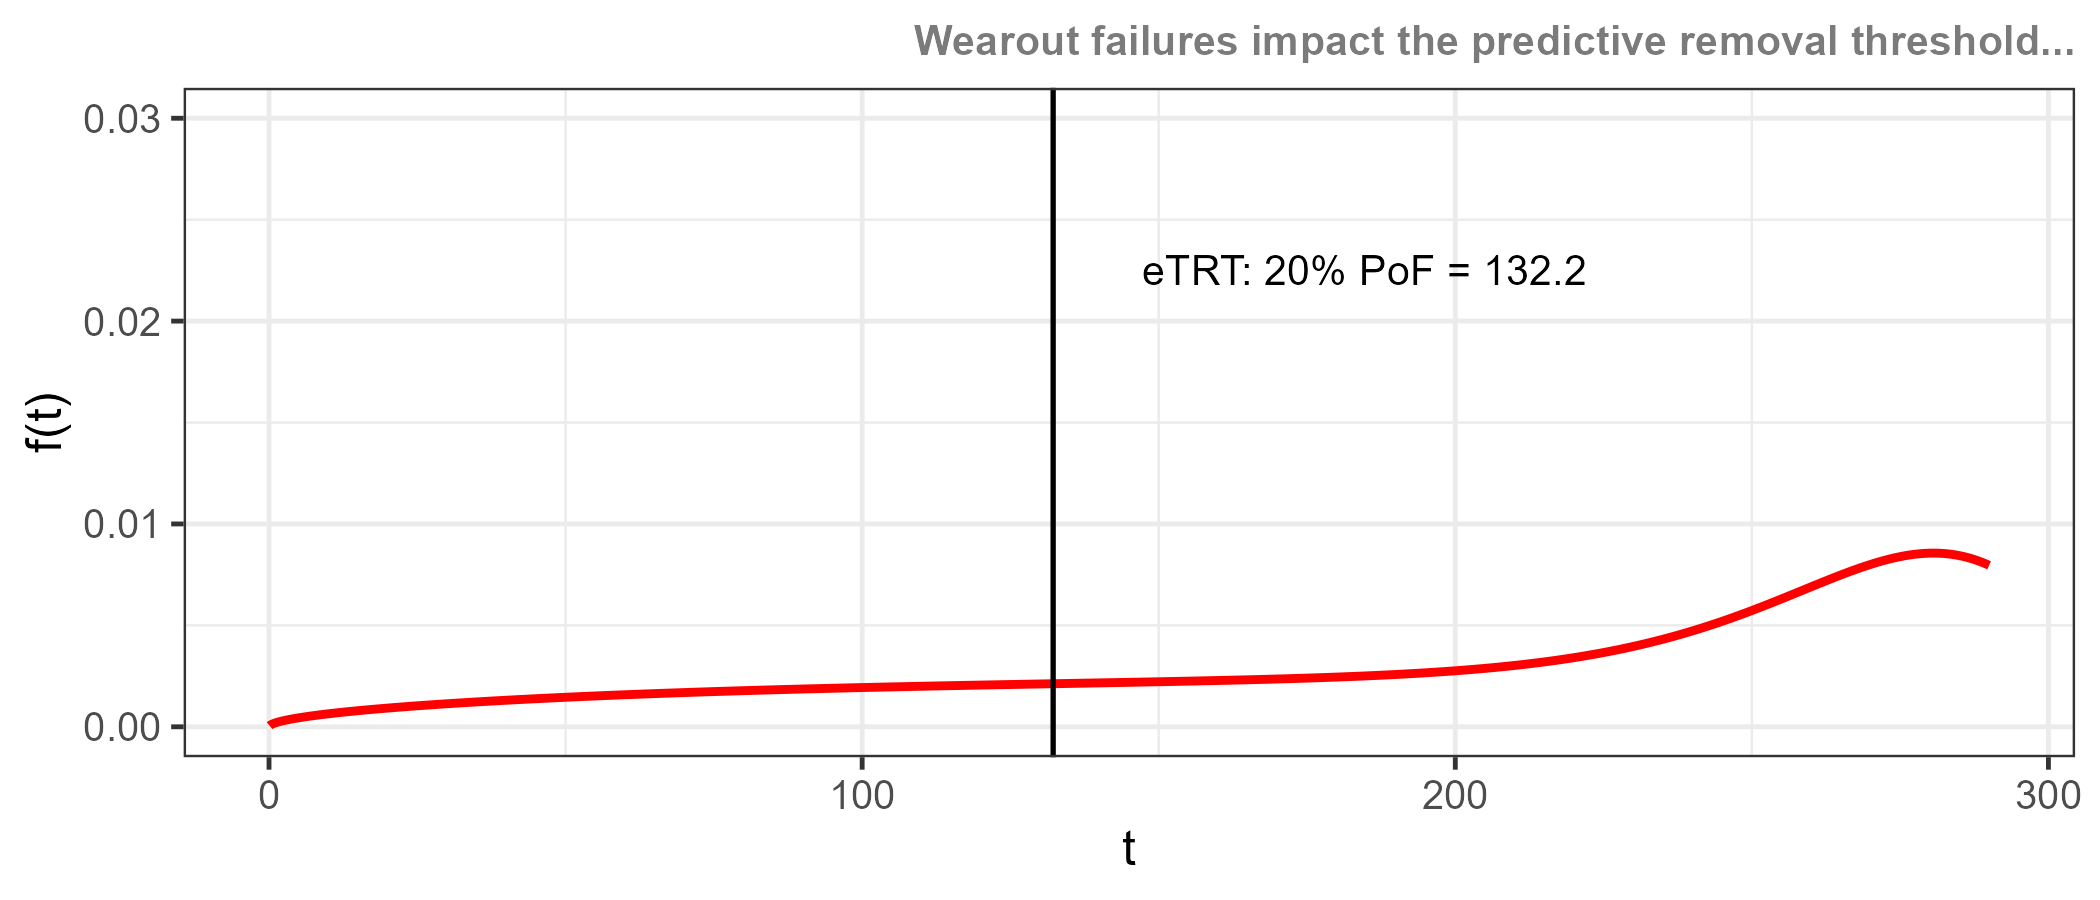 Wearout failures impact the predictive removal threshold...
0.03
eTRT: 20% PoF = 132.2
0.02
f(t)
0.01
0.00
0 100 200 300
t